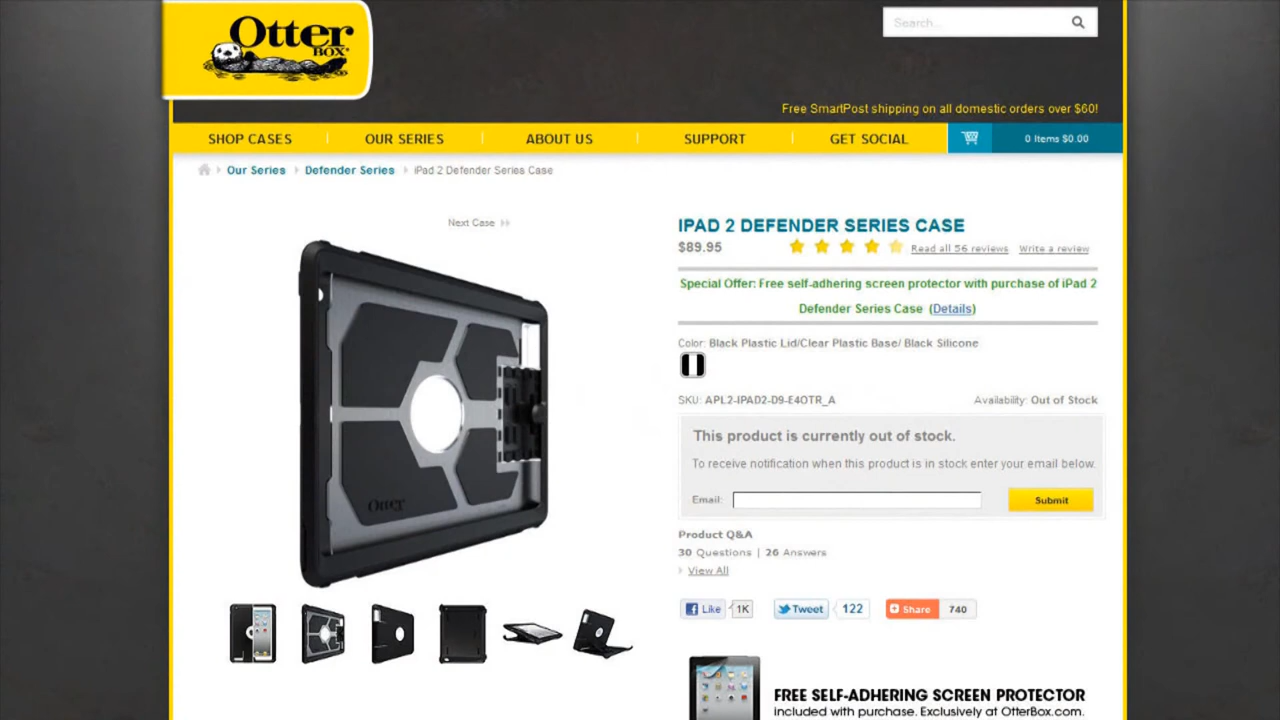 Otter
BOX
Search...
Free SmartPost shipping on all domestic orders over $60!
SHOP CASES
OUR SERIES
ABOUT US
SUPPORT
GET SOCIAL
0 Items $0.00
Our Series
Defender Series
iPad 2 Defender Series Case
Next Case
Otter
IPAD 2 DEFENDER SERIES CASE
$89.95
Read all 56 reviews
Write a review
Special Offer: Free self-adhering screen protector with purchase of iPad 2
Defender Series Case (Details)
Color: Black Plastic Lid/Clear Plastic Base/ Black Silicone
SKU: APL2-IPAD2-D9-E4OTR_A
Availability: Out of Stock
This product is currently out of stock.
To receive notification when this product is in stock enter your email below.
Email:
Submit
Product Q&A
30 Questions | 26 Answers
View All
Like
1K
Tweet
122
Share
740
FREE SELF-ADHERING SCREEN PROTECTOR
included with purchase. Exclusively at OtterBox.com.